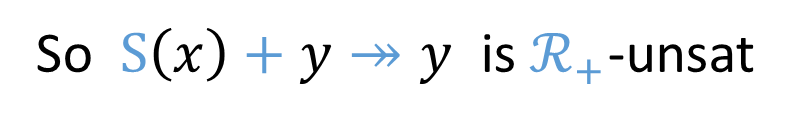 So S(x) + y ↠ y is ℛ₊-unsat